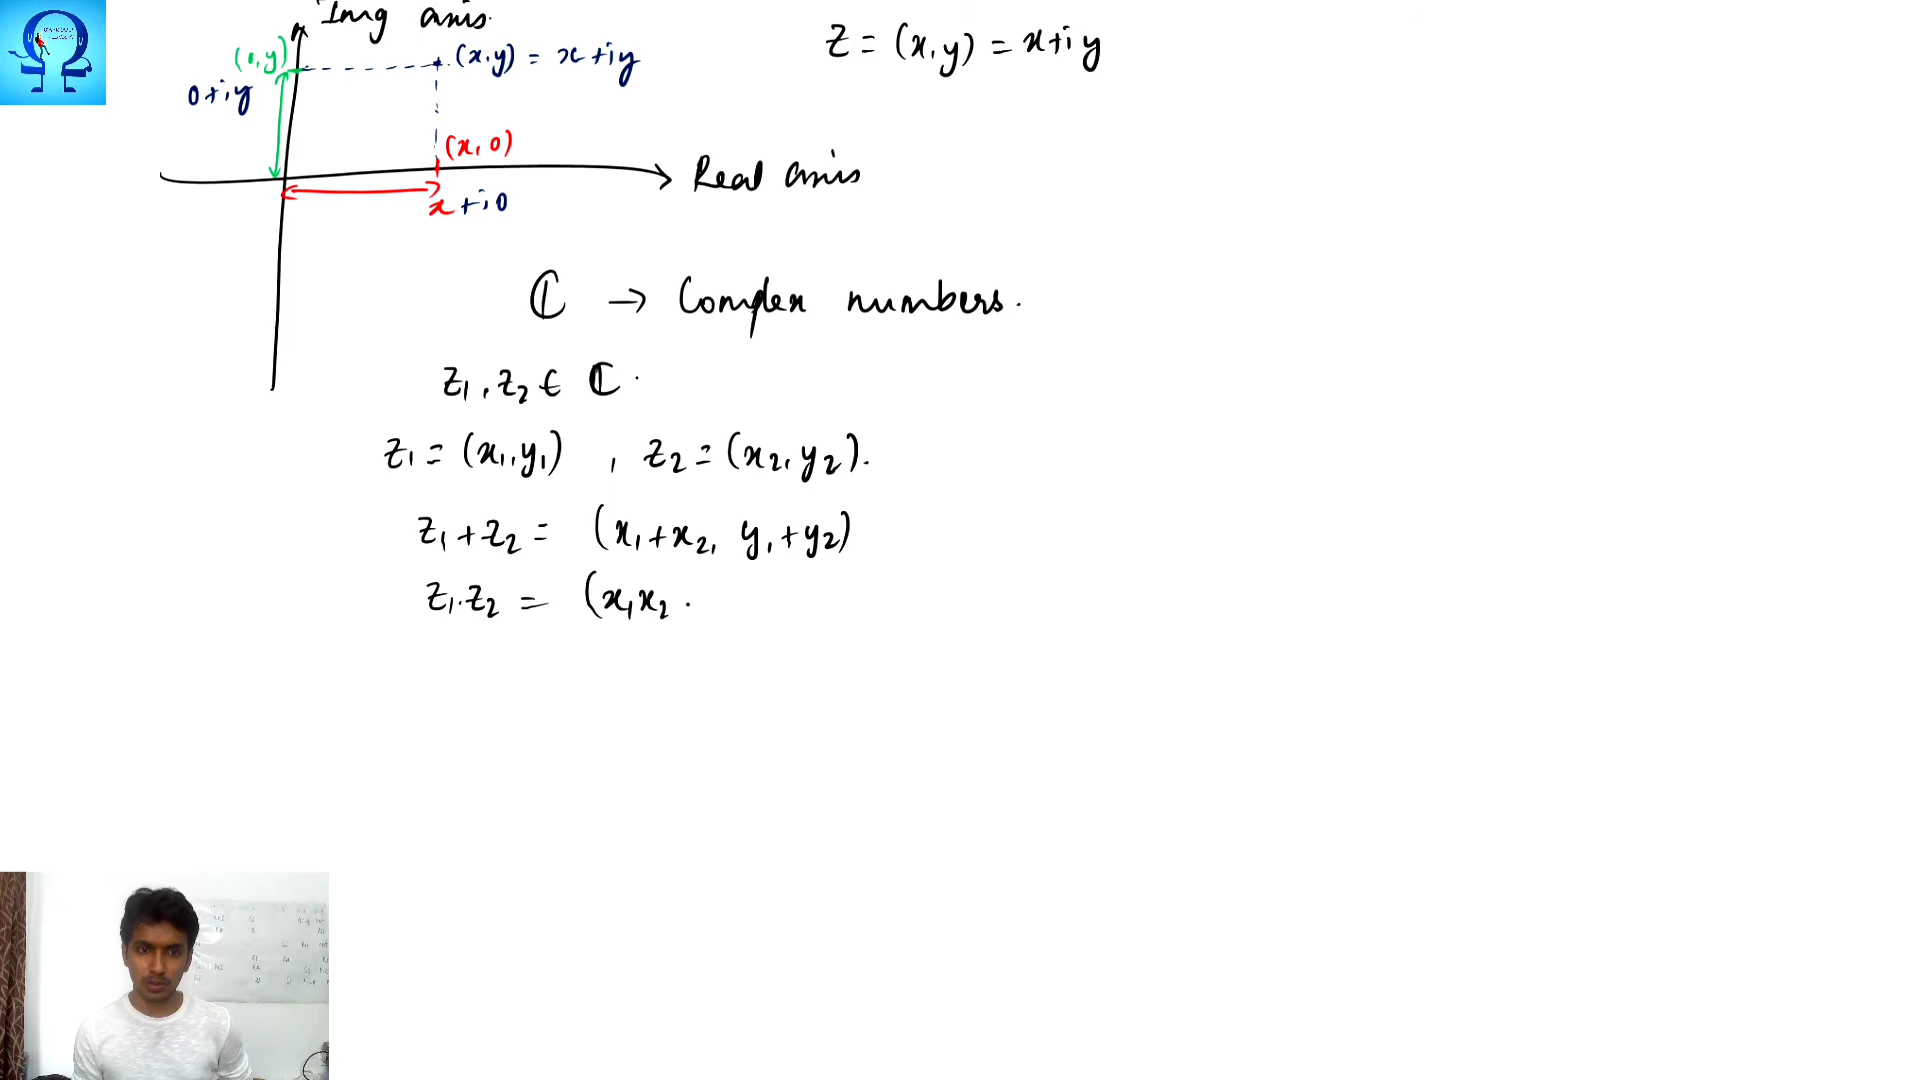 Img axis.
(0,y)
(x,y) = x+iy
Z = (x,y) = x+iy
0+iy
(x,0)
Real axis
x+i0
ℂ → Complex numbers.
z₁, z₂ ∈ ℂ.
z₁ = (x₁,y₁) , z₂ = (x₂,y₂).
z₁+z₂ = (x₁+x₂, y₁+y₂)
z₁.z₂ = (x₁x₂